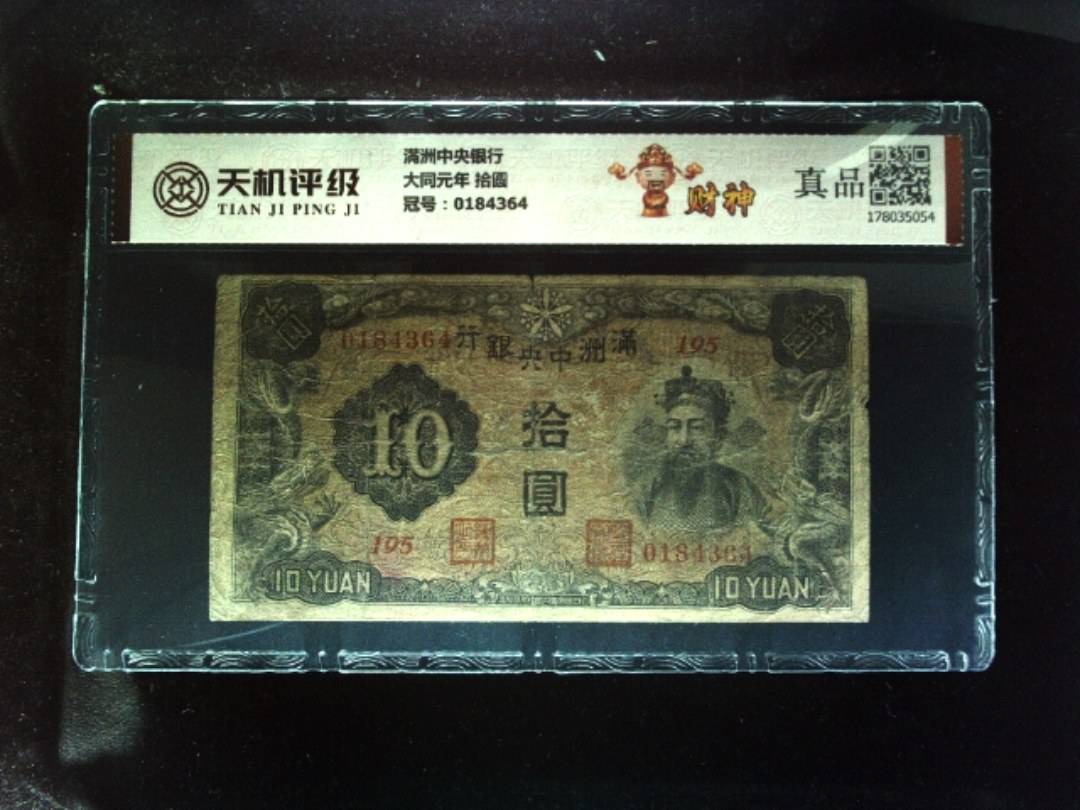 天机评级
TIAN JI PING JI
滿洲中央银行
大同元年 拾圆
冠号：0184364
财神
真品
178035054
拾
拾
0184364
行銀央中洲滿
195
10
拾
圓
195
0184364
10 YUAN
10 YUAN